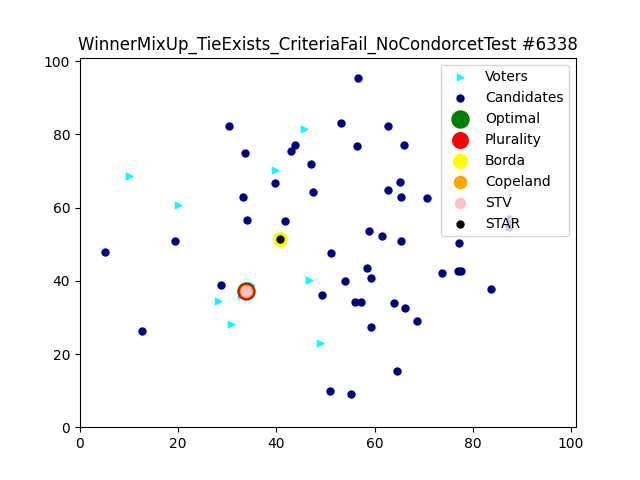 WinnerMixUp_TieExists_CriteriaFail_NoCondorcetTest #6338
100
80
60
40
20
0
0 20 40 60 80 100
Voters
Candidates
Optimal
Plurality
Borda
Copeland
STV
STAR